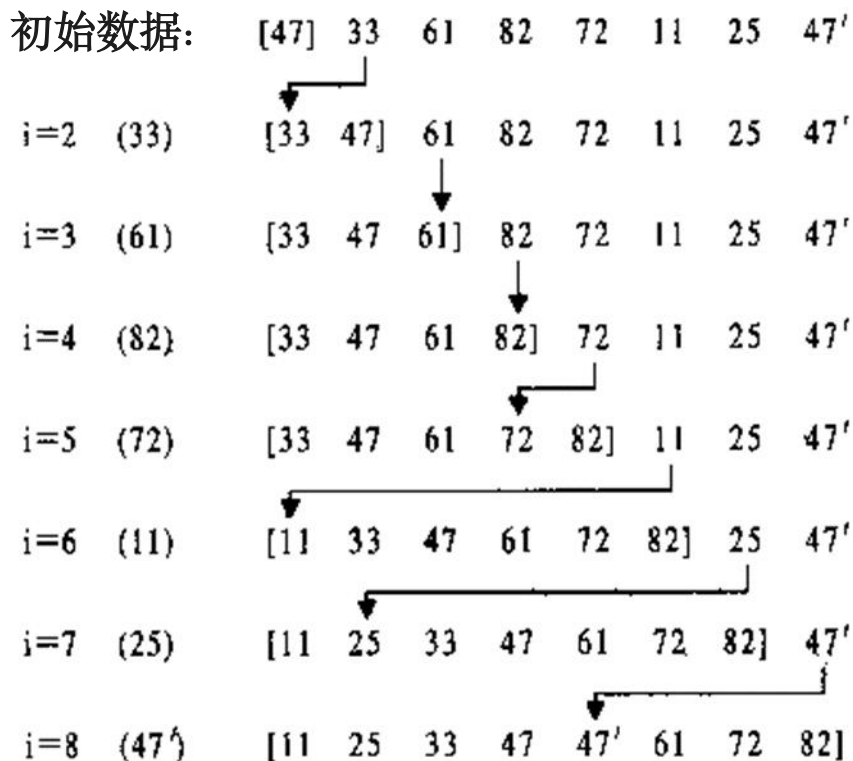 初始数据: [47] 33 61 82 72 11 25 47′
i=2 (33) [33 47] 61 82 72 11 25 47′
i=3 (61) [33 47 61] 82 72 11 25 47′
i=4 (82) [33 47 61 82] 72 11 25 47′
i=5 (72) [33 47 61 72 82] 11 25 47′
i=6 (11) [11 33 47 61 72 82] 25 47′
i=7 (25) [11 25 33 47 61 72 82] 47′
i=8 (47′) [11 25 33 47 47′ 61 72 82]